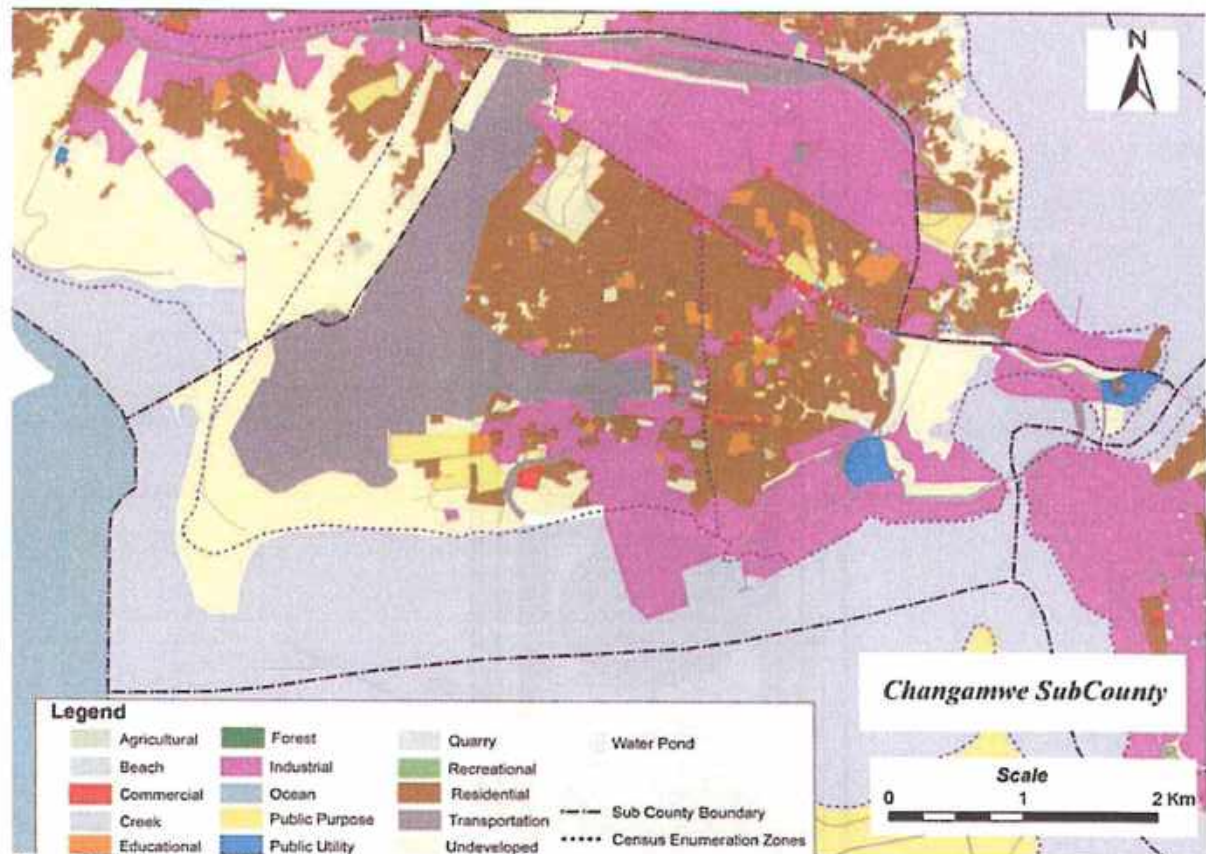 N
Changamwe SubCounty
Scale
0 1 2 Km
Legend
Agricultural
Beach
Commercial
Creek
Educational
Forest
Industrial
Ocean
Public Purpose
Public Utility
Quarry
Recreational
Residential
Transportation
Undeveloped
Water Pond
Sub County Boundary
Census Enumeration Zones